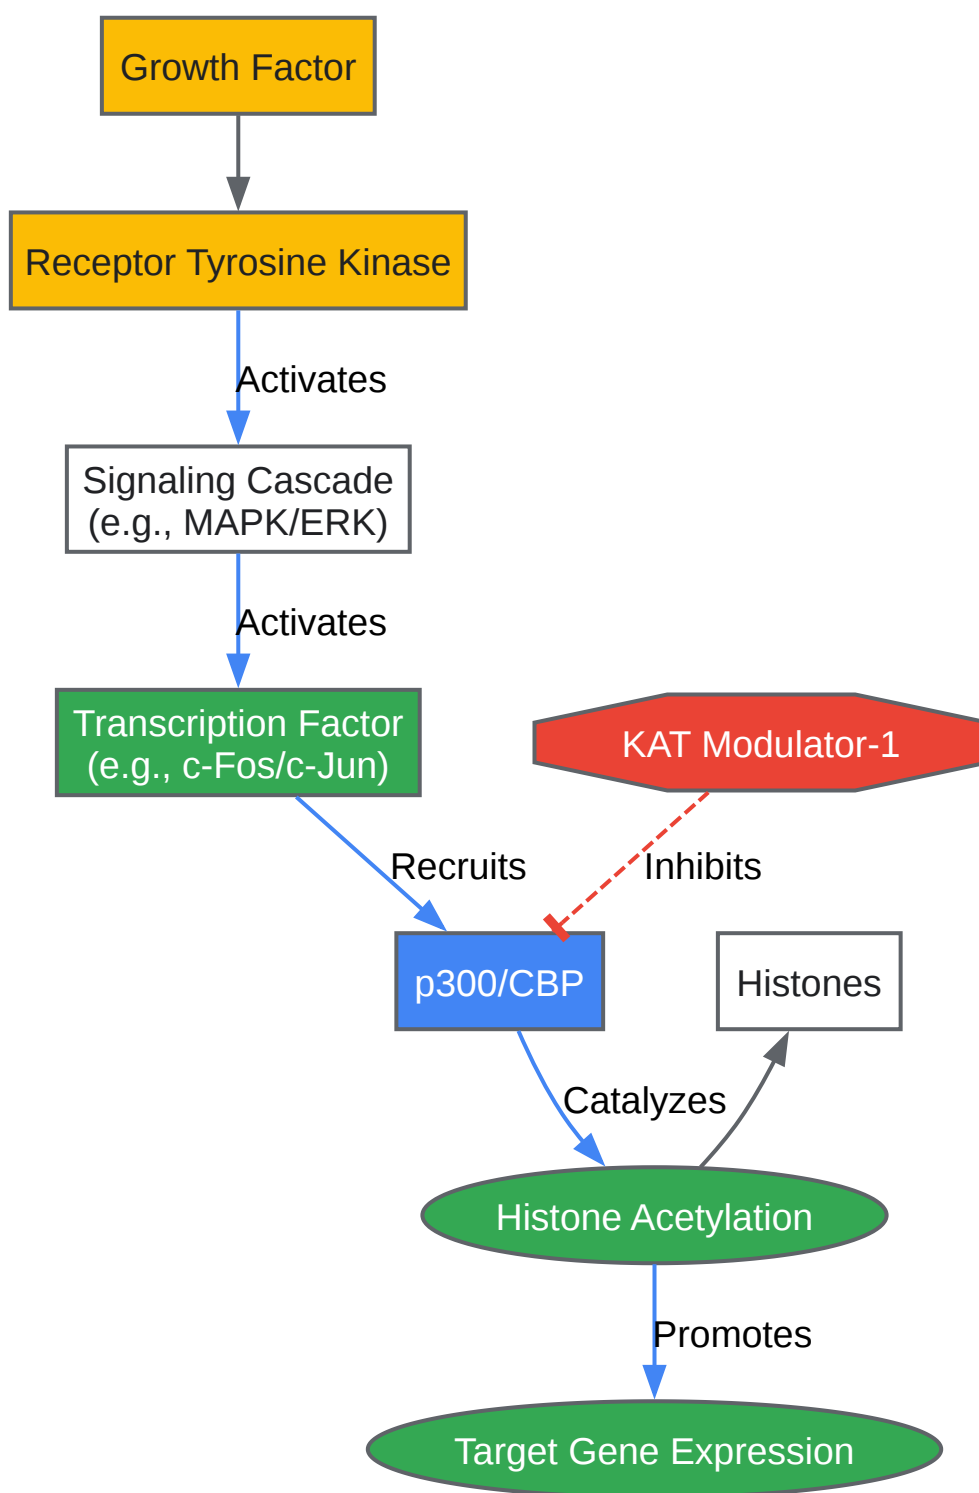 Growth Factor
Receptor Tyrosine Kinase
Activates
Signaling Cascade
(e.g., MAPK/ERK)
Activates
Transcription Factor
(e.g., c-Fos/c-Jun)
KAT Modulator-1
Recruits
Inhibits
p300/CBP
Histones
Catalyzes
Histone Acetylation
Promotes
Target Gene Expression